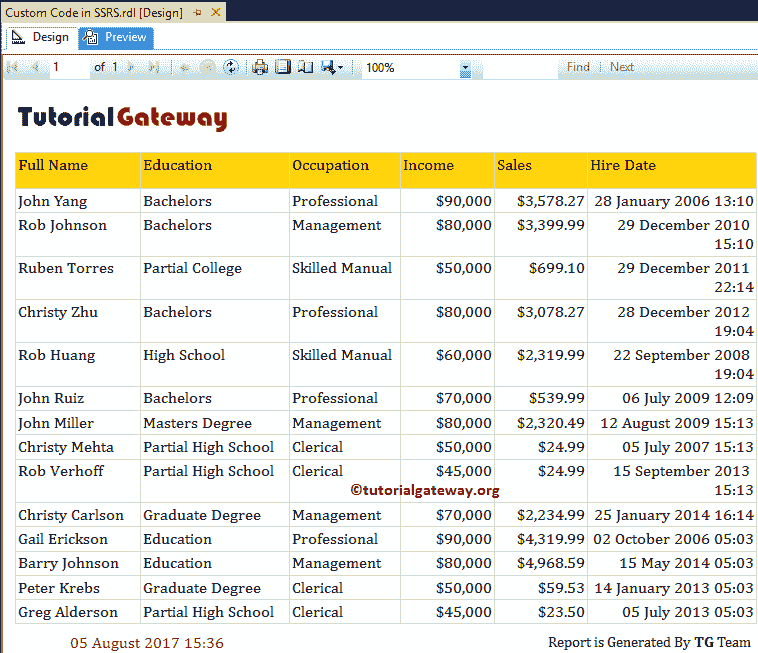 Custom Code in SSRS.rdl [Design]
Design Preview
1 of 1 100% Find Next
TutorialGateway
Full Name Education Occupation Income Sales Hire Date
John Yang Bachelors Professional $90,000 $3,578.27 28 January 2006 13:10
Rob Johnson Bachelors Management $80,000 $3,399.99 29 December 2010
15:10
Ruben Torres Partial College Skilled Manual $50,000 $699.10 29 December 2011
22:14
Christy Zhu Bachelors Professional $80,000 $3,078.27 28 December 2012
19:04
Rob Huang High School Skilled Manual $60,000 $2,319.99 22 September 2008
19:04
John Ruiz Bachelors Professional $70,000 $539.99 06 July 2009 12:09
John Miller Masters Degree Management $80,000 $2,320.49 12 August 2009 15:13
Christy Mehta Partial High School Clerical $50,000 $24.99 05 July 2007 15:13
Rob Verhoff Partial High School Clerical $45,000 $24.99 15 September 2013
15:13
©tutorialgateway.org
Christy Carlson Graduate Degree Management $70,000 $2,234.99 25 January 2014 16:14
Gail Erickson Education Professional $90,000 $4,319.99 02 October 2006 05:03
Barry Johnson Education Management $80,000 $4,968.59 15 May 2014 05:03
Peter Krebs Graduate Degree Clerical $50,000 $59.53 14 January 2013 05:03
Greg Alderson Partial High School Clerical $45,000 $23.50 05 July 2013 05:03
05 August 2017 15:36 Report is Generated By TG Team